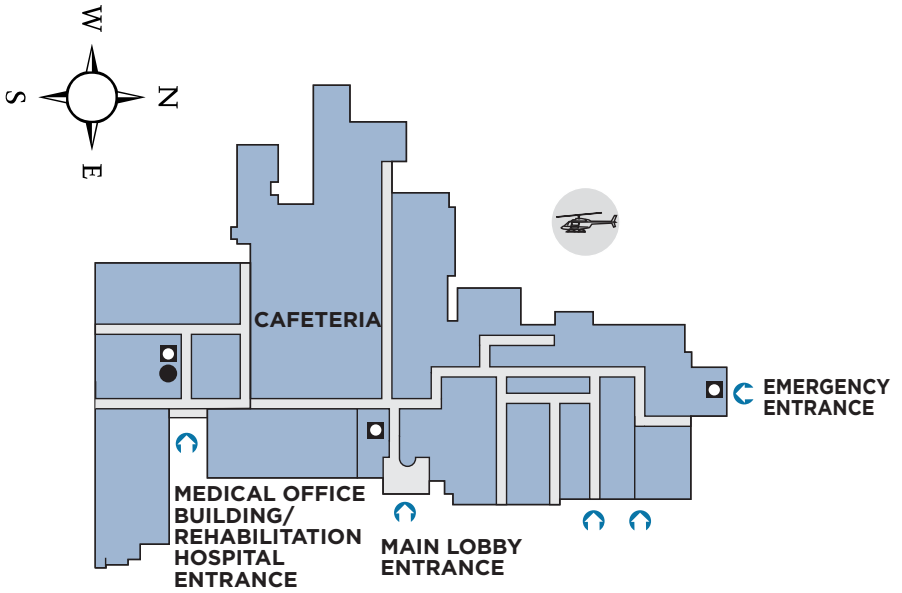 W
S
N
E
CAFETERIA
EMERGENCY
ENTRANCE
MEDICAL OFFICE
BUILDING/
REHABILITATION
HOSPITAL
ENTRANCE
MAIN LOBBY
ENTRANCE